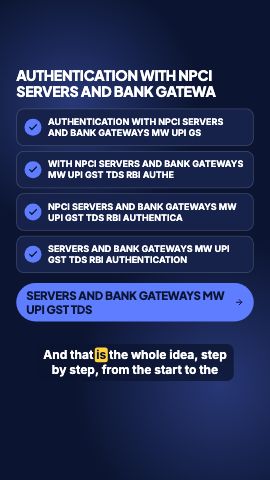 AUTHENTICATION WITH NPCI
SERVERS AND BANK GATEWA
AUTHENTICATION WITH NPCI SERVERS
AND BANK GATEWAYS MW UPI GS
WITH NPCI SERVERS AND BANK GATEWAYS
MW UPI GST TDS RBI AUTHE
NPCI SERVERS AND BANK GATEWAYS MW
UPI GST TDS RBI AUTHENTICA
SERVERS AND BANK GATEWAYS MW UPI
GST TDS RBI AUTHENTICATION
SERVERS AND BANK GATEWAYS MW
UPI GST TDS
And that is the whole idea, step
by step, from the start to the